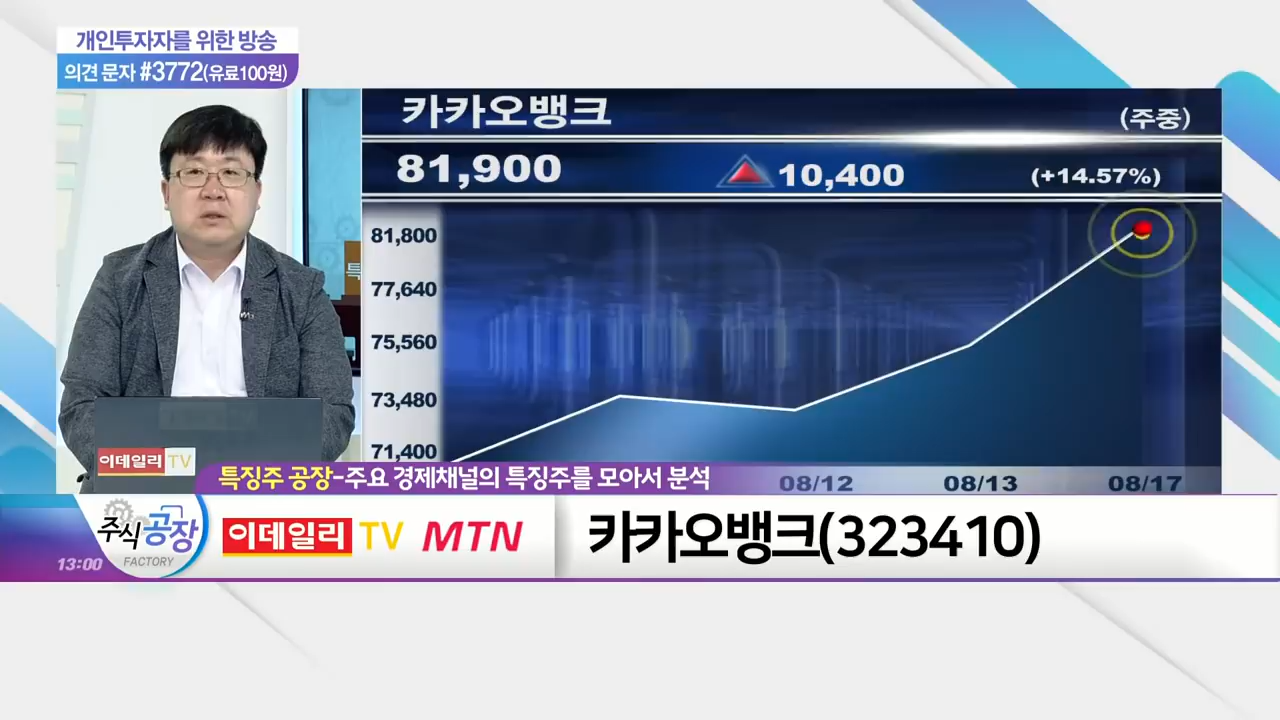 개인투자자를 위한 방송
의견 문자 #3772(유료100원)
카카오뱅크
(주중)
81,900
10,400
(+14.57%)
81,800
77,640
75,560
73,480
71,400
특
08/12
08/13
08/17
이데일리 TV
특징주 공장-주요 경제채널의 특징주를 모아서 분석
주식공장
FACTORY
13:00
이데일리 TV MTN
카카오뱅크(323410)